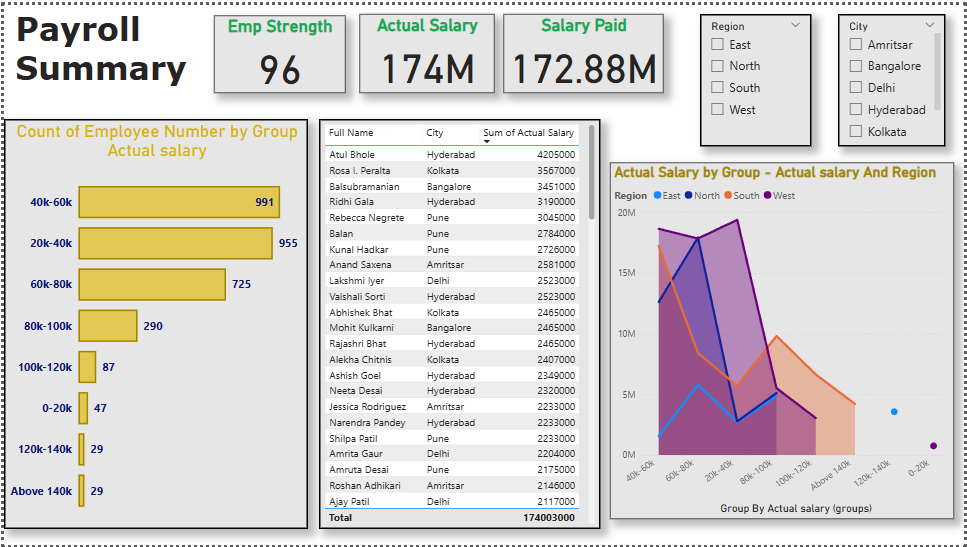 Payroll
Summary
Emp Strength
96
Actual Salary
174M
Salary Paid
172.88M
Region
East
North
South
West
City
Amritsar
Bangalore
Delhi
Hyderabad
Kolkata
Count of Employee Number by Group
Actual salary
40k-60k 991
20k-40k 955
60k-80k 725
80k-100k 290
100k-120k 87
0-20k 47
120k-140k 29
Above 140k 29
Full Name City Sum of Actual Salary
Atul Bhole Hyderabad 4205000
Rosa I. Peralta Kolkata 3567000
Balsubramanian Bangalore 3451000
Ridhi Gala Hyderabad 3190000
Rebecca Negrete Pune 3045000
Balan Pune 2784000
Kunal Hadkar Pune 2726000
Anand Saxena Amritsar 2581000
Lakshmi Iyer Delhi 2523000
Vaishali Sorti Hyderabad 2523000
Abhishek Bhat Kolkata 2465000
Mohit Kulkarni Bangalore 2465000
Rajashri Bhat Hyderabad 2465000
Alekha Chitnis Kolkata 2407000
Ashish Goel Hyderabad 2349000
Neeta Desai Hyderabad 2320000
Jessica Rodriguez Amritsar 2233000
Narendra Pandey Hyderabad 2233000
Shilpa Patil Pune 2233000
Amrita Gaur Delhi 2204000
Amruta Desai Pune 2175000
Roshan Adhikari Amritsar 2146000
Ajay Patil Delhi 2117000
Total 174003000
Actual Salary by Group - Actual salary And Region
Region East North South West
20M
15M
10M
5M
0M
40k-60k 60k-80k 20k-40k 80k-100k 100k-120k Above 140k 120k-140k 0-20k
Group By Actual salary (groups)